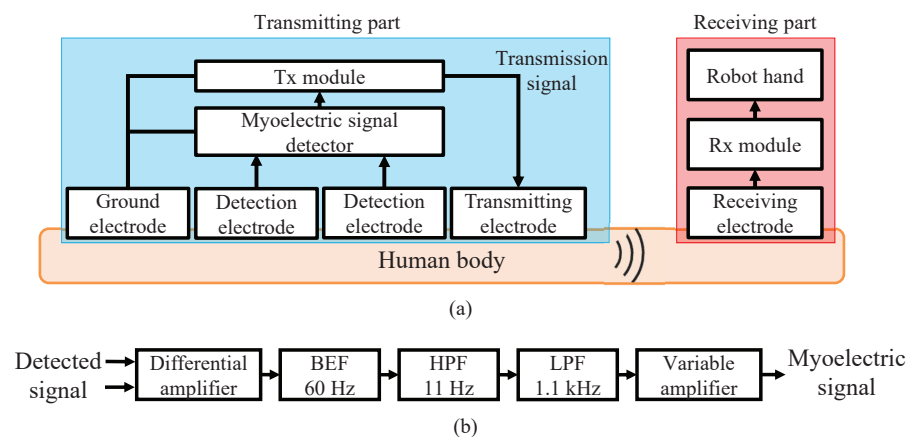 Transmitting part
Receiving part
Tx module
Transmission
signal
Myoelectric signal
detector
Ground
electrode
Detection
electrode
Detection
electrode
Transmitting
electrode
Robot hand
Rx module
Receiving
electrode
Human body
(a)
Detected
signal
Differential
amplifier
BEF
60 Hz
HPF
11 Hz
LPF
1.1 kHz
Variable
amplifier
Myoelectric
signal
(b)